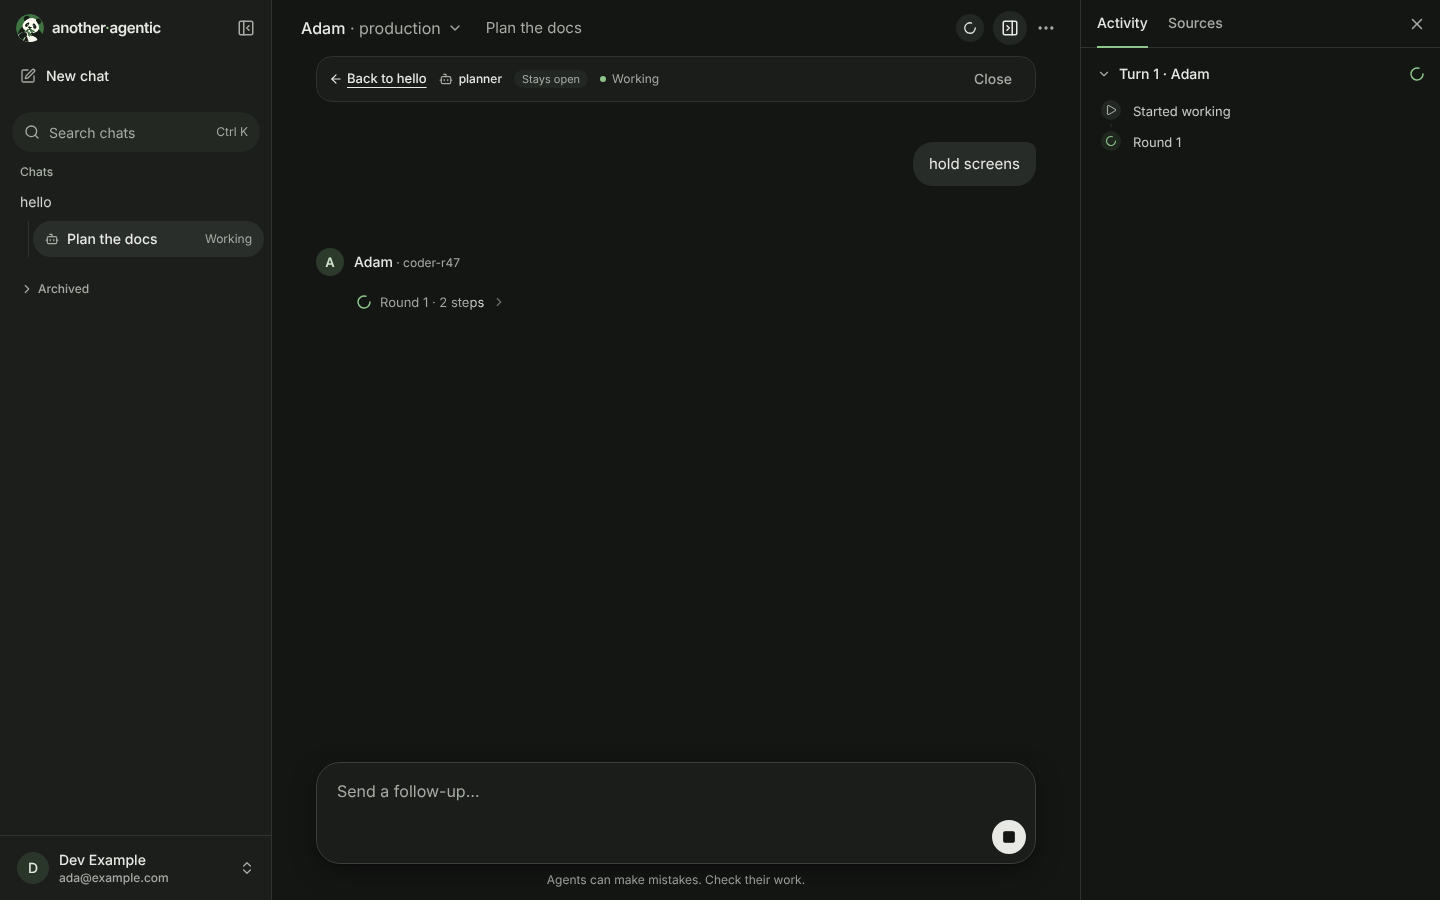 another·agentic
New chat
Search chats Ctrl K
Chats
hello
Plan the docs Working
Archived
D
Dev Example
ada@example.com
Adam · production Plan the docs
Back to hello planner Stays open Working Close
hold screens
A Adam · coder-r47
Round 1 · 2 steps
Send a follow-up...
Agents can make mistakes. Check their work.
Activity Sources
Turn 1 · Adam
Started working
Round 1